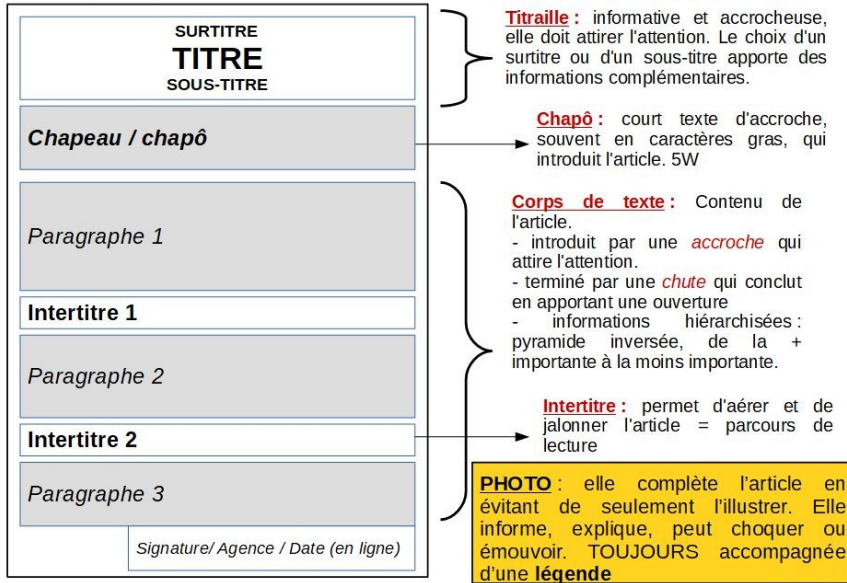 SURTITRE
TITRE
SOUS-TITRE
Chapeau / chapô
Paragraphe 1
Intertitre 1
Paragraphe 2
Intertitre 2
Paragraphe 3
Signature/ Agence / Date (en ligne)
Titraille : informative et accrocheuse,
elle doit attirer l'attention. Le choix d'un
surtitre ou d'un sous-titre apporte des
informations complémentaires.
Chapô : court texte d'accroche,
souvent en caractères gras, qui
introduit l'article. 5W
Corps de texte : Contenu de
l'article.
- introduit par une accroche qui
attire l'attention.
- terminé par une chute qui conclut
en apportant une ouverture
- informations hiérarchisées :
pyramide inversée, de la +
importante à la moins importante.
Intertitre : permet d'aérer et de
jalonner l'article = parcours de
lecture
PHOTO : elle complète l’article en
évitant de seulement l’illustrer. Elle
informe, explique, peut choquer ou
émouvoir. TOUJOURS accompagnée
d’une légende